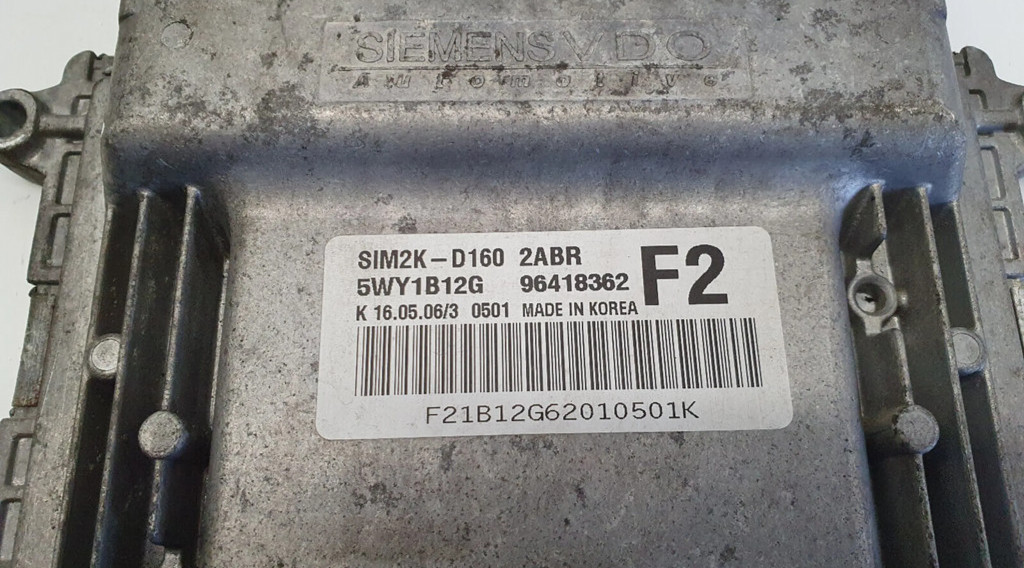 SIEMENS VDO
Automotive
SIM2K-D160 2ABR
5WY1B12G 96418362 F2
K 16.05.06/3 0501 MADE IN KOREA
F21B12G62010501K